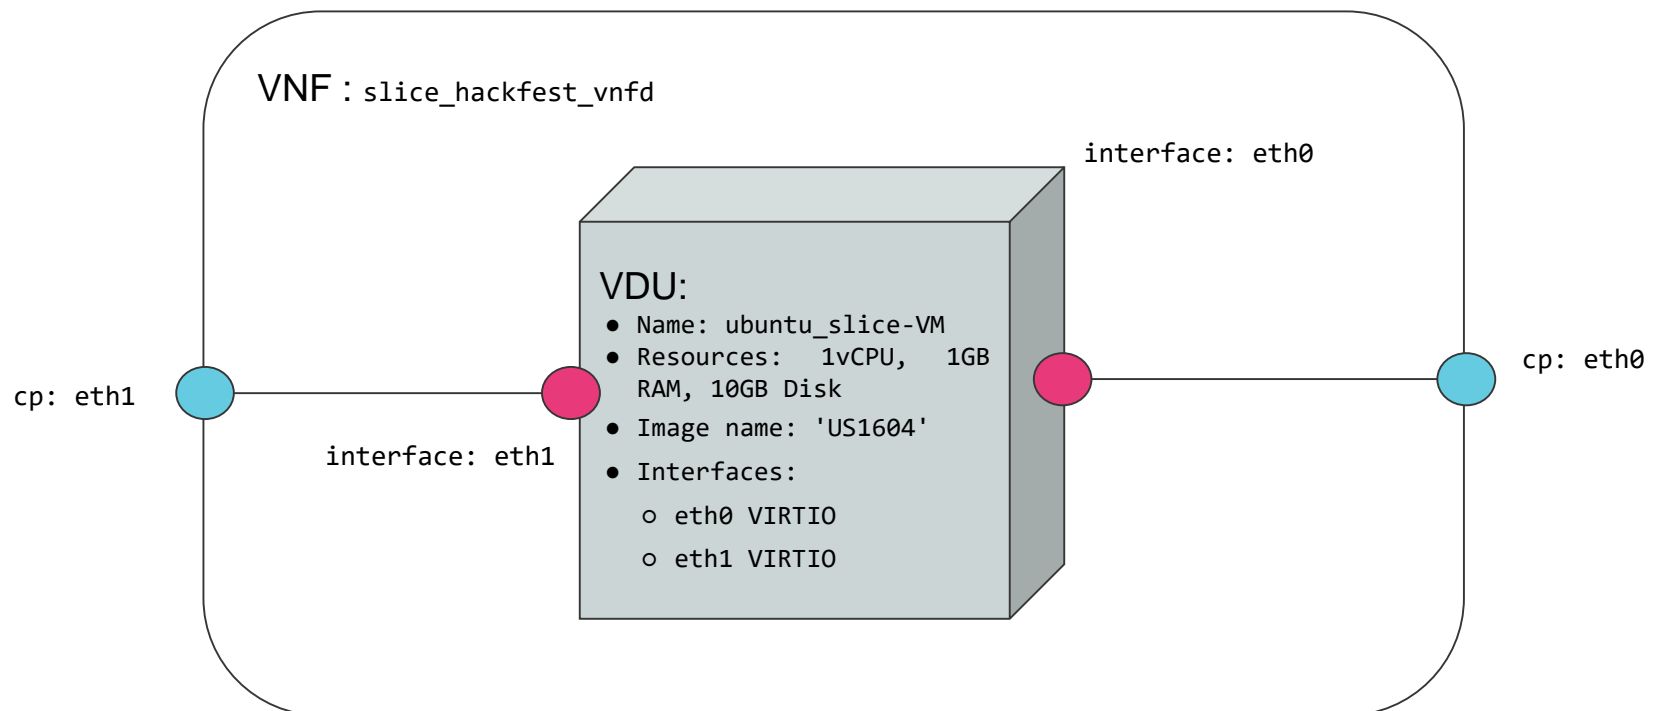 VNF : slice_hackfest_vnfd
interface: eth0
VDU:
● Name: ubuntu_slice-VM
● Resources: 1vCPU, 1GB
RAM, 10GB Disk
● Image name: 'US1604'
● Interfaces:
○ eth0 VIRTIO
○ eth1 VIRTIO
cp: eth1
interface: eth1
cp: eth0